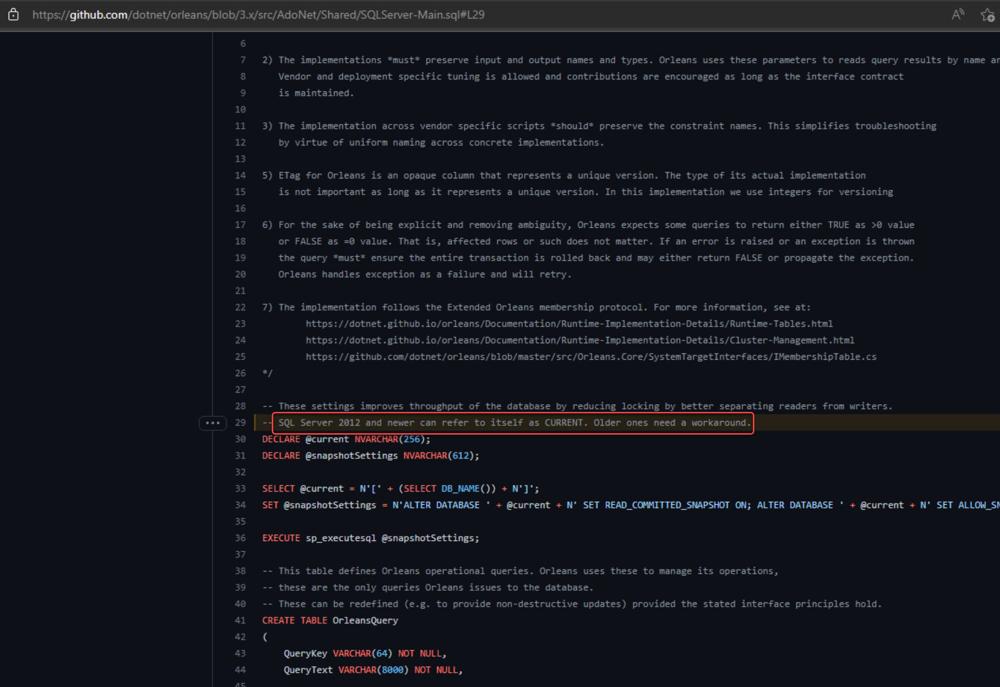 https://github.com/dotnet/orleans/blob/3.x/src/AdoNet/Shared/SQLServer-Main.sql#L29
6
7 2) The implementations *must* preserve input and output names and types. Orleans uses these parameters to reads query results by name
8 Vendor and deployment specific tuning is allowed and contributions are encouraged as long as the interface contract
9 is maintained.
10
11 3) The implementation across vendor specific scripts *should* preserve the constraint names. This simplifies troubleshooting
12 by virtue of uniform naming across concrete implementations.
13
14 5) ETag for Orleans is an opaque column that represents a unique version. The type of its actual implementation
15 is not important as long as it represents a unique version. In this implementation we use integers for versioning
16
17 6) For the sake of being explicit and removing ambiguity, Orleans expects some queries to return either TRUE as >0 value
18 or FALSE as =0 value. That is, affected rows or such does not matter. If an error is raised or an exception is thrown
19 the query *must* ensure the entire transaction is rolled back and may either return FALSE or propagate the exception.
20 Orleans handles exception as a failure and will retry.
21
22 7) The implementation follows the Extended Orleans membership protocol. For more information, see at:
23 https://dotnet.github.io/orleans/Documentation/Runtime-Implementation-Details/Runtime-Tables.html
24 https://dotnet.github.io/orleans/Documentation/Runtime-Implementation-Details/Cluster-Management.html
25 https://github.com/dotnet/orleans/blob/master/src/Orleans.Core/SystemTargetInterfaces/IMembershipTable.cs
26 */
27
28 -- These settings improves throughput of the database by reducing locking by better separating readers from writers.
29 -- SQL Server 2012 and newer can refer to itself as CURRENT. Older ones need a workaround.
30 DECLARE @current NVARCHAR(256);
31 DECLARE @snapshotSettings NVARCHAR(612);
32
33 SELECT @current = N'[' + (SELECT DB_NAME()) + N']';
34 SET @snapshotSettings = N'ALTER DATABASE ' + @current + N' SET READ_COMMITTED_SNAPSHOT ON; ALTER DATABASE ' + @current + N' SET ALLOW_SN
35
36 EXECUTE sp_executesql @snapshotSettings;
37
38 -- This table defines Orleans operational queries. Orleans uses these to manage its operations,
39 -- these are the only queries Orleans issues to the database.
40 -- These can be redefined (e.g. to provide non-destructive updates) provided the stated interface principles hold.
41 CREATE TABLE OrleansQuery
42 (
43 QueryKey VARCHAR(64) NOT NULL,
44 QueryText VARCHAR(8000) NOT NULL,
45